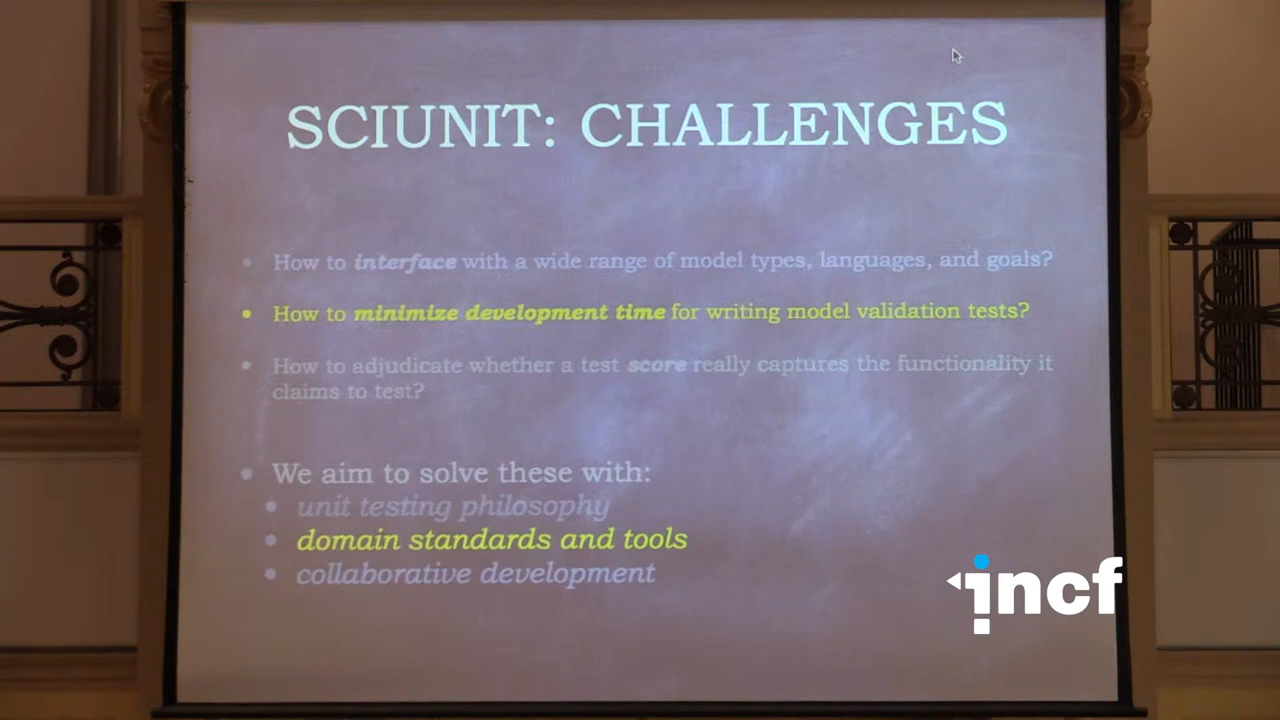 SCIUNIT: CHALLENGES
• How to interface with a wide range of model types, languages, and goals?
• How to minimize development time for writing model validation tests?
• How to adjudicate whether a test score really captures the functionality it
claims to test?
• We aim to solve these with:
• unit testing philosophy
• domain standards and tools
• collaborative development
incf